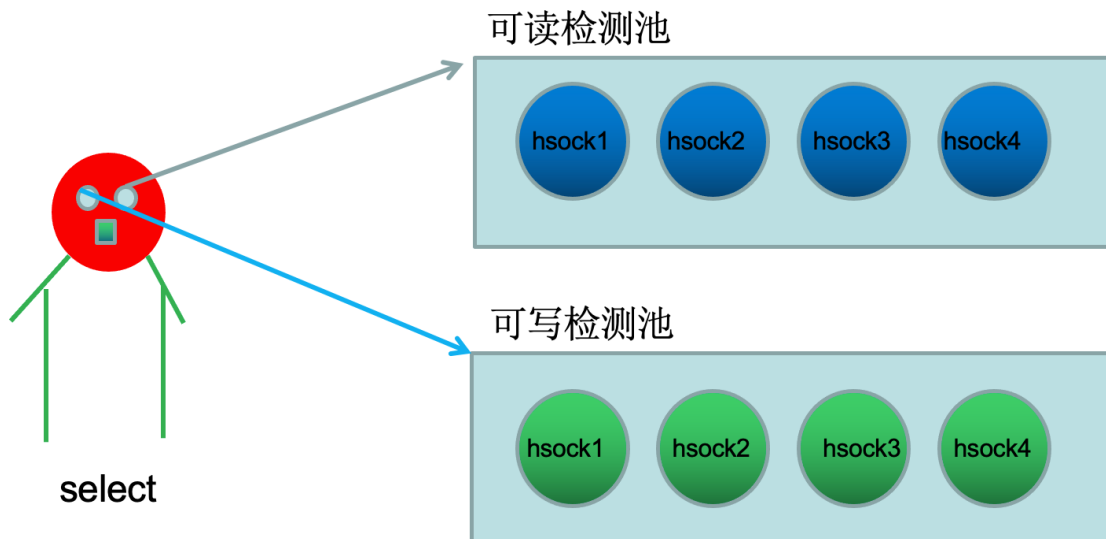 可读检测池
hsock1 hsock2 hsock3 hsock4
可写检测池
hsock1 hsock2 hsock3 hsock4
select